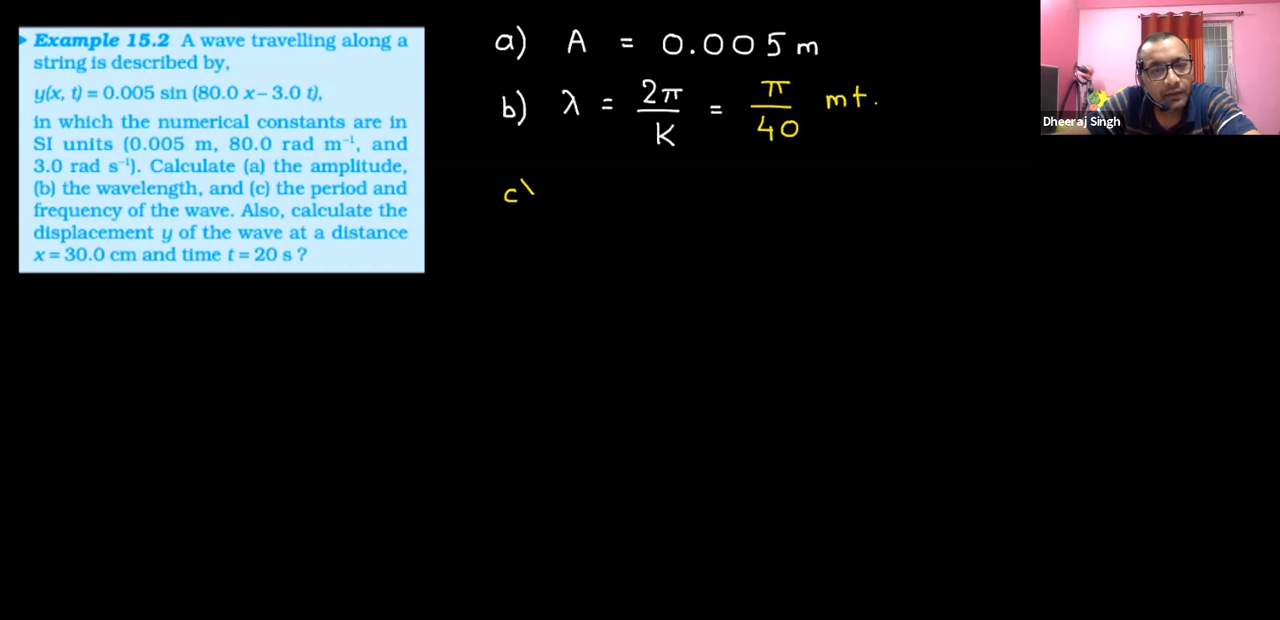 Example 15.2 A wave travelling along a
string is described by,
y(x, t) = 0.005 sin (80.0 x – 3.0 t),
in which the numerical constants are in
SI units (0.005 m, 80.0 rad m⁻¹, and
3.0 rad s⁻¹). Calculate (a) the amplitude,
(b) the wavelength, and (c) the period and
frequency of the wave. Also, calculate the
displacement y of the wave at a distance
x = 30.0 cm and time t = 20 s ?
a) A = 0.005 m
b) λ = 2π/K = π/40 mt.
c)
Dheeraj Singh